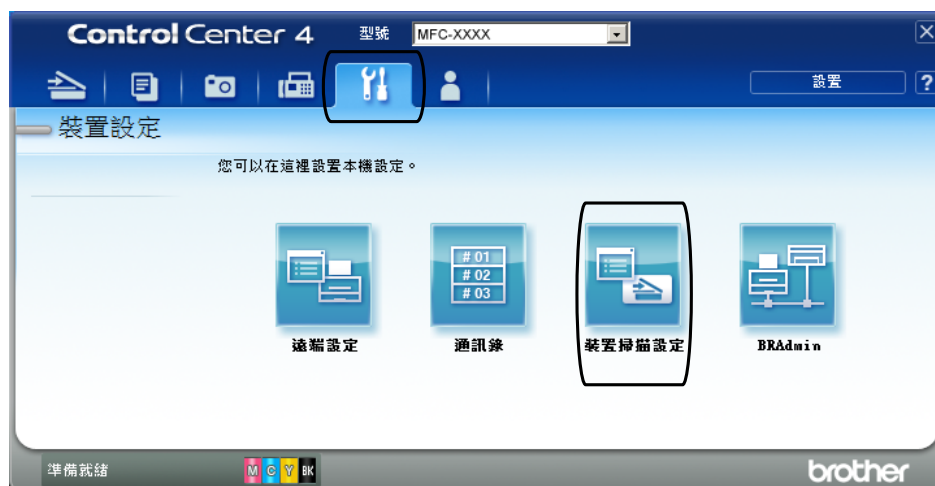 Control Center 4 型號 MFC-XXXX
設置 ?
裝置設定
您可以在這裡設置本機設定。
# 01
# 02
# 03
遠端設定 通訊錄 裝置掃描設定 BRAdmin
準備就緒 M C Y BK brother